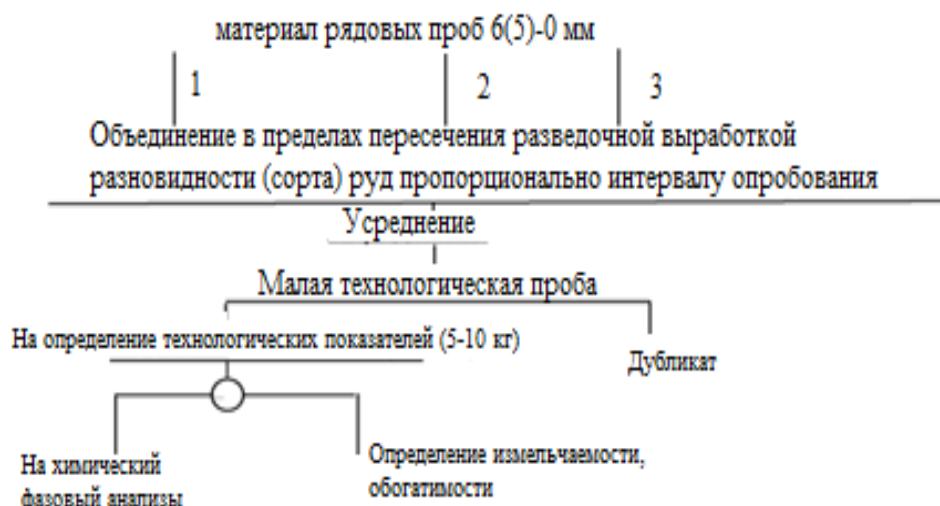 материал рядовых проб 6(5)-0 мм
1 2 3
Объединение в пределах пересечения разведочной выработкой
разновидности (сорта) руд пропорционально интервалу опробования
Усреднение
Малая технологическая проба
На определение технологических показателей (5-10 кг)
Дубликат
На химический
фазовый анализы
Определение измельчаемости,
обогатимости